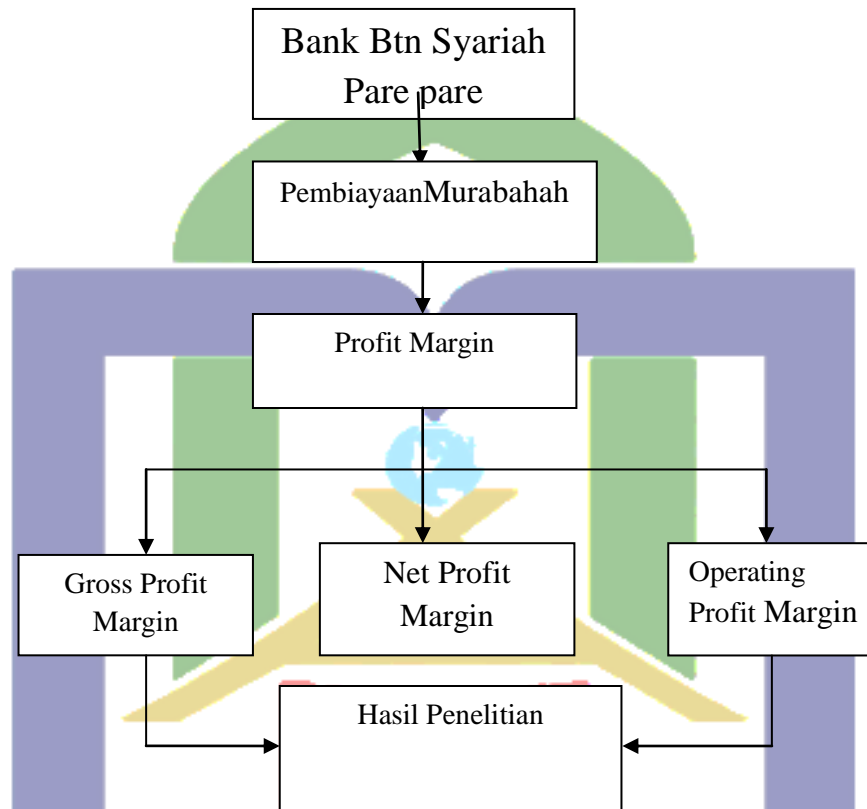 Bank Btn Syariah
Pare pare
PembiayaanMurabahah
Profit Margin
Gross Profit
Margin
Net Profit
Margin
Operating
Profit Margin
Hasil Penelitian